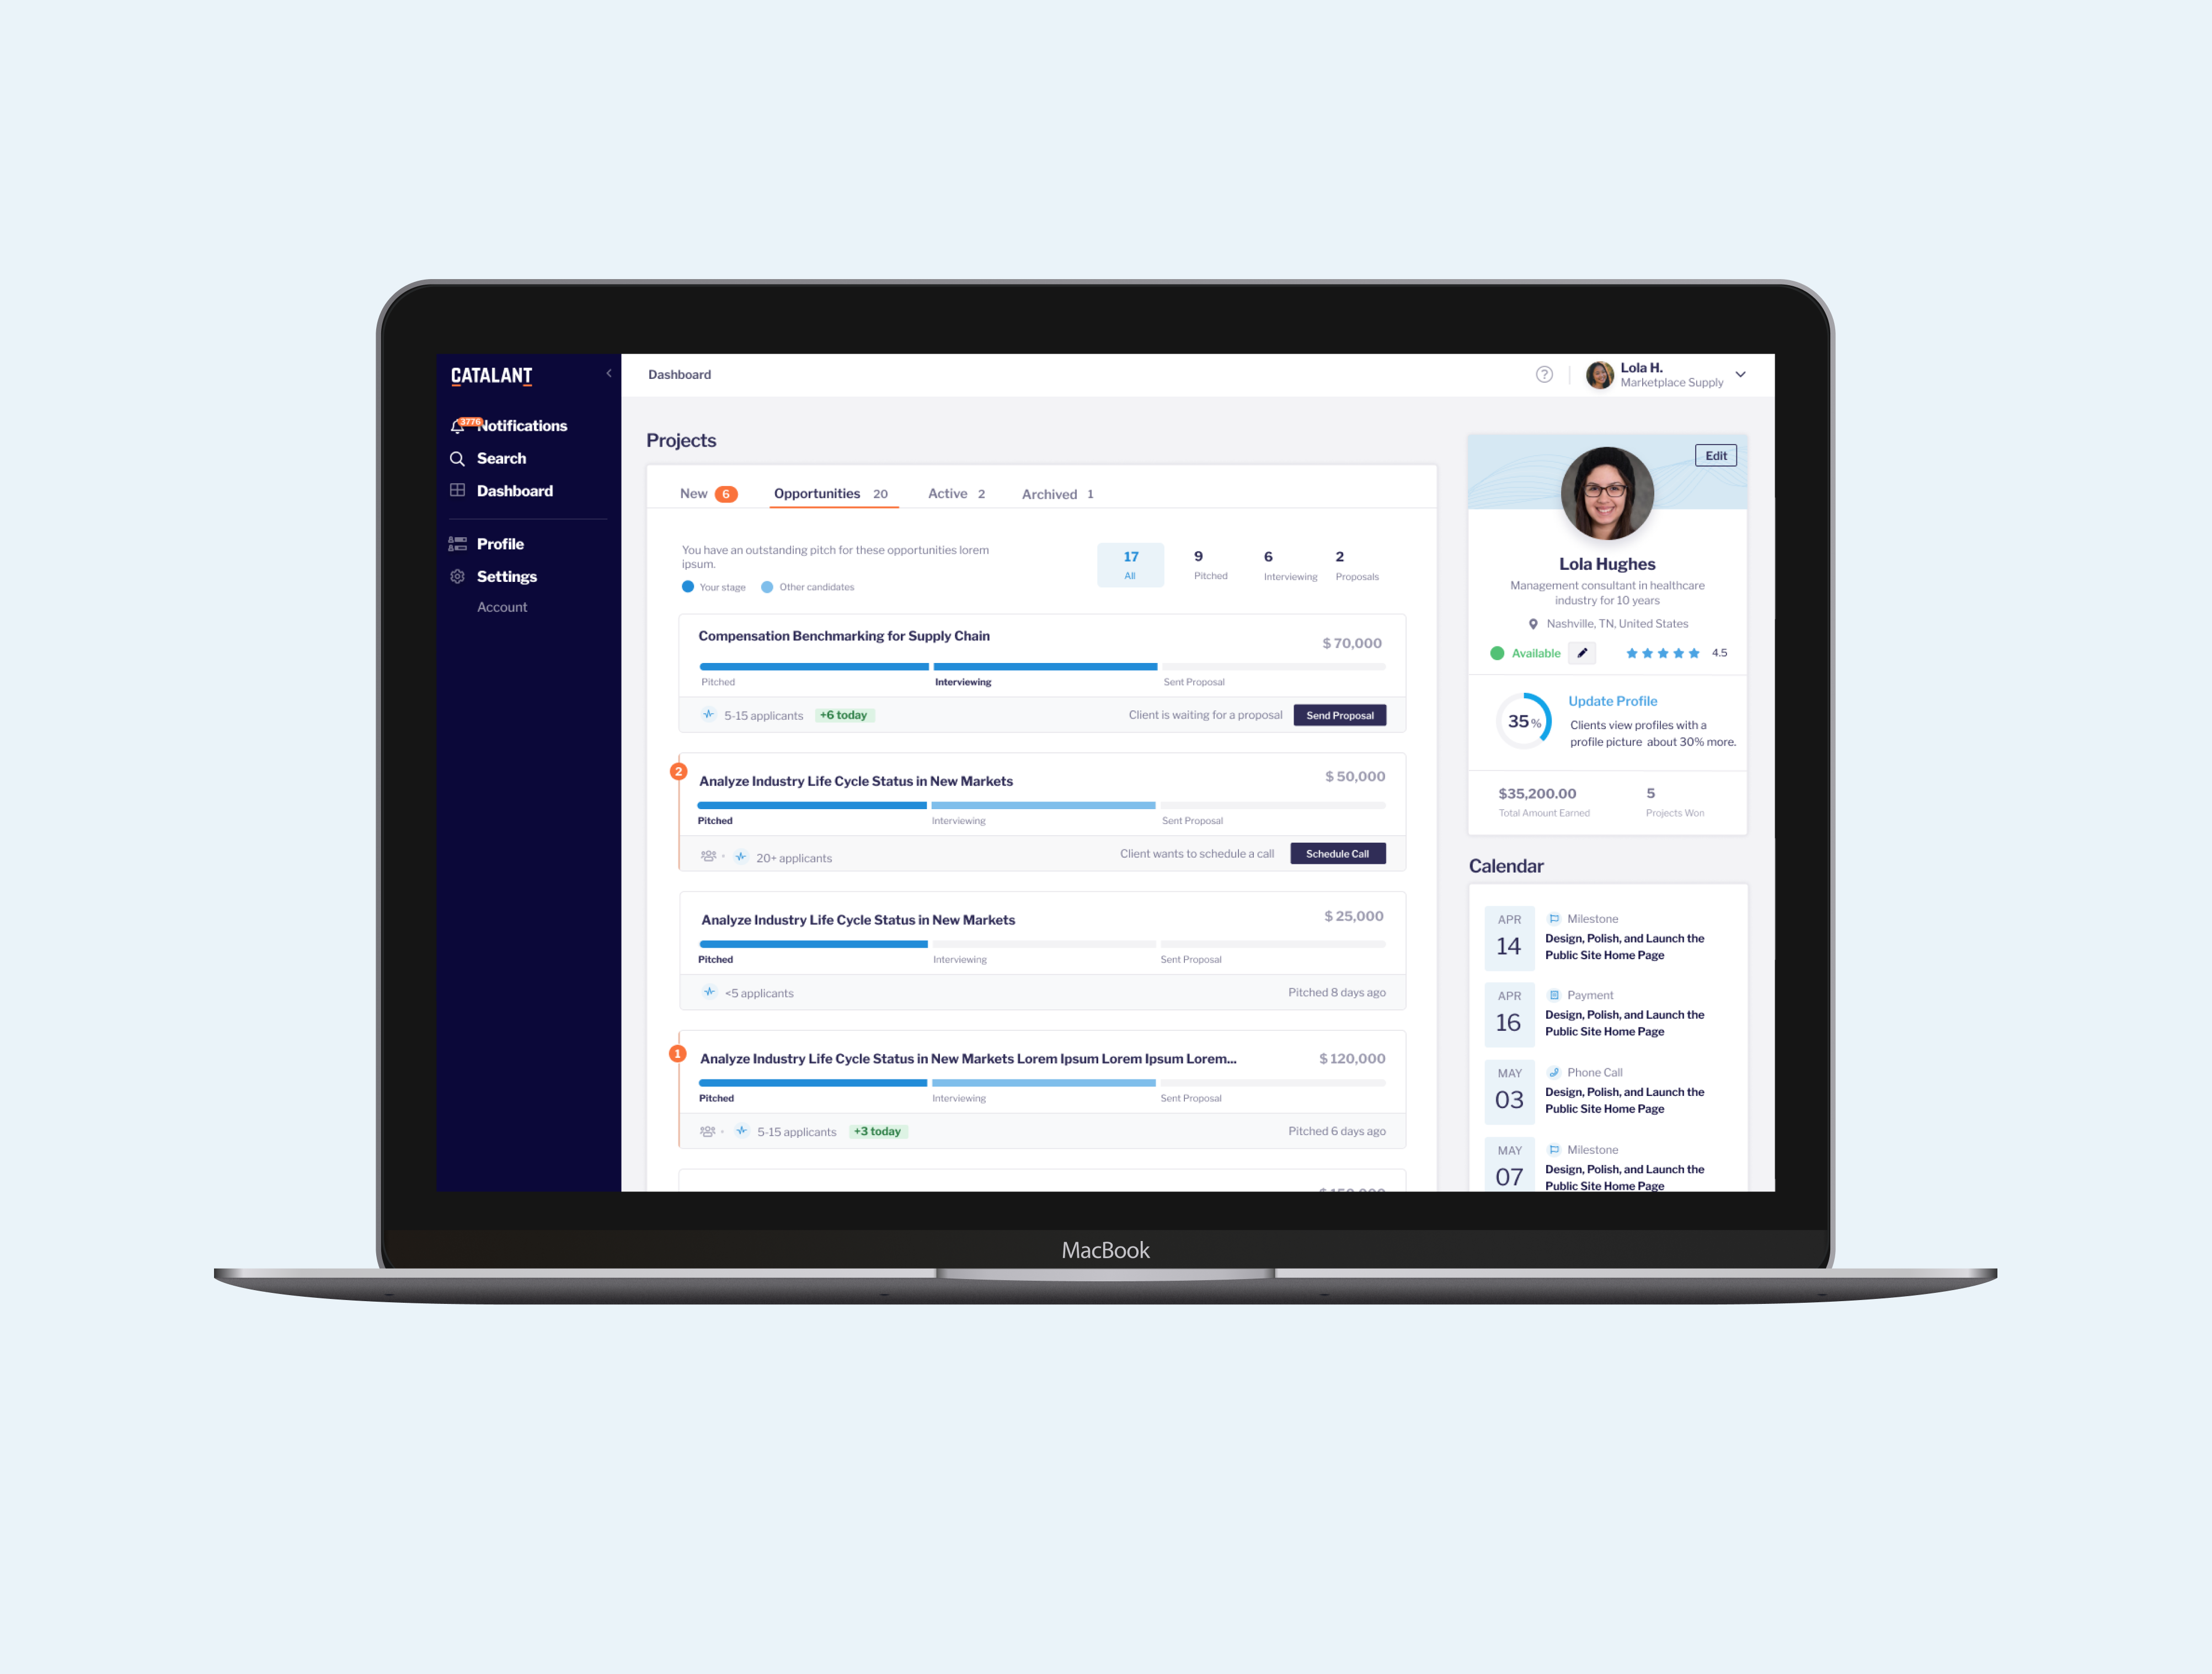 CATALANT
3776
Notifications
Search
Dashboard
Profile
Settings
Account
Dashboard
?
Lola H.
Marketplace Supply
Projects
New 6 Opportunities 20 Active 2 Archived 1
You have an outstanding pitch for these opportunities lorem
ipsum.
Your stage Other candidates
17 9 6 2
All Pitched Interviewing Proposals
Compensation Benchmarking for Supply Chain
$ 70,000
Pitched Interviewing Sent Proposal
5-15 applicants +6 today Client is waiting for a proposal Send Proposal
2
Analyze Industry Life Cycle Status in New Markets
$ 50,000
Pitched Interviewing Sent Proposal
20+ applicants Client wants to schedule a call Schedule Call
Analyze Industry Life Cycle Status in New Markets
$ 25,000
Pitched Interviewing Sent Proposal
<5 applicants Pitched 8 days ago
1
Analyze Industry Life Cycle Status in New Markets Lorem Ipsum Lorem Ipsum Lorem...
$ 120,000
Pitched Interviewing Sent Proposal
5-15 applicants +3 today Pitched 6 days ago
Edit
Lola Hughes
Management consultant in healthcare
industry for 10 years
Nashville, TN, United States
Available 4.5
35%
Update Profile
Clients view profiles with a
profile picture about 30% more.
$35,200.00 5
Total Amount Earned Projects Won
Calendar
APR
14
Milestone
Design, Polish, and Launch the
Public Site Home Page
APR
16
Payment
Design, Polish, and Launch the
Public Site Home Page
MAY
03
Phone Call
Design, Polish, and Launch the
Public Site Home Page
MAY
07
Milestone
Design, Polish, and Launch the
Public Site Home Page
MacBook